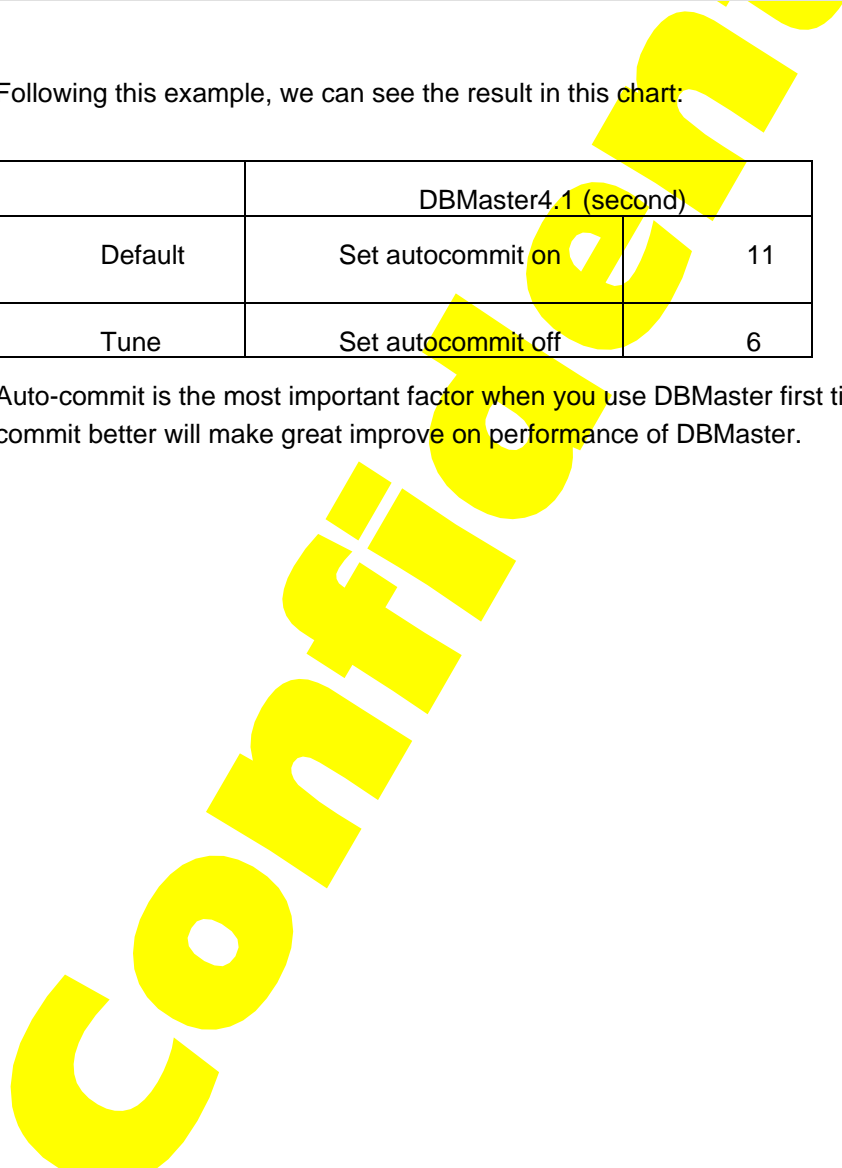 Following this example, we can see the result in this chart:
DBMaster4.1 (second)
Default Set autocommit on 11
Tune Set autocommit off 6
Auto-commit is the most important factor when you use DBMaster first
commit better will make great improve on performance of DBMaster.
Confiden